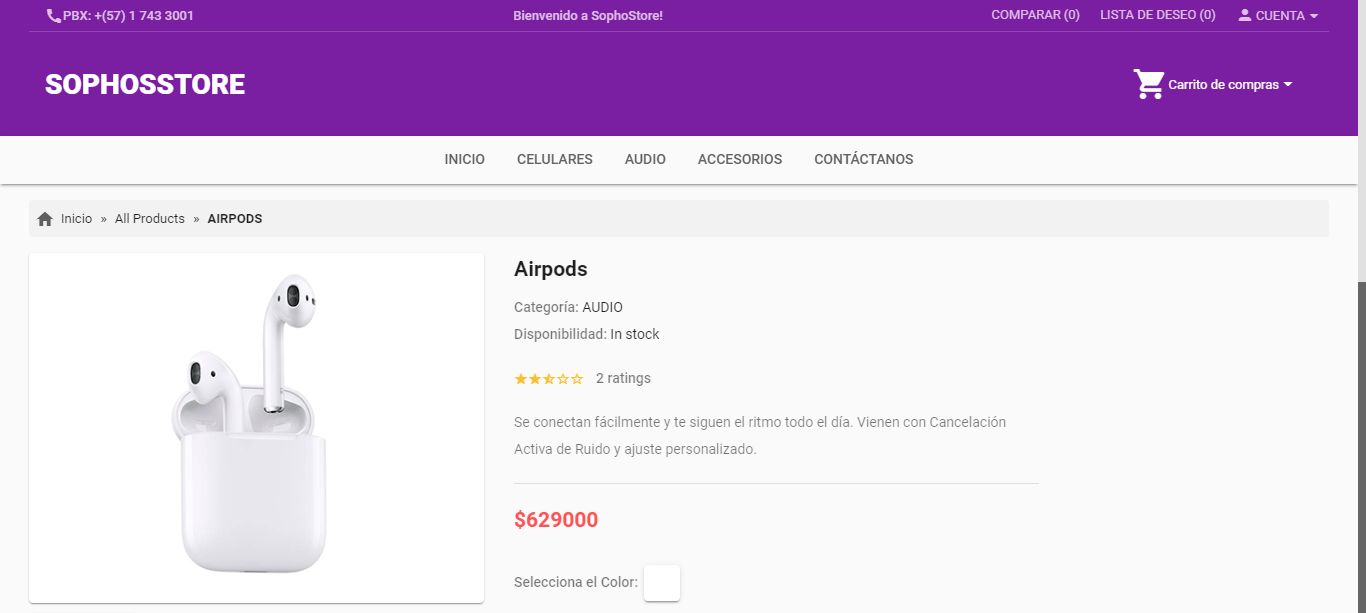 PBX: +(57) 1 743 3001
Bienvenido a SophoStore!
COMPARAR (0)
LISTA DE DESEO (0)
CUENTA
SOPHOSSTORE
Carrito de compras
INICIO CELULARES AUDIO ACCESORIOS CONTÁCTANOS
Inicio » All Products » AIRPODS
Airpods
Categoría: AUDIO
Disponibilidad: In stock
2 ratings
Se conectan fácilmente y te siguen el ritmo todo el día. Vienen con Cancelación
Activa de Ruido y ajuste personalizado.
$629000
Selecciona el Color: